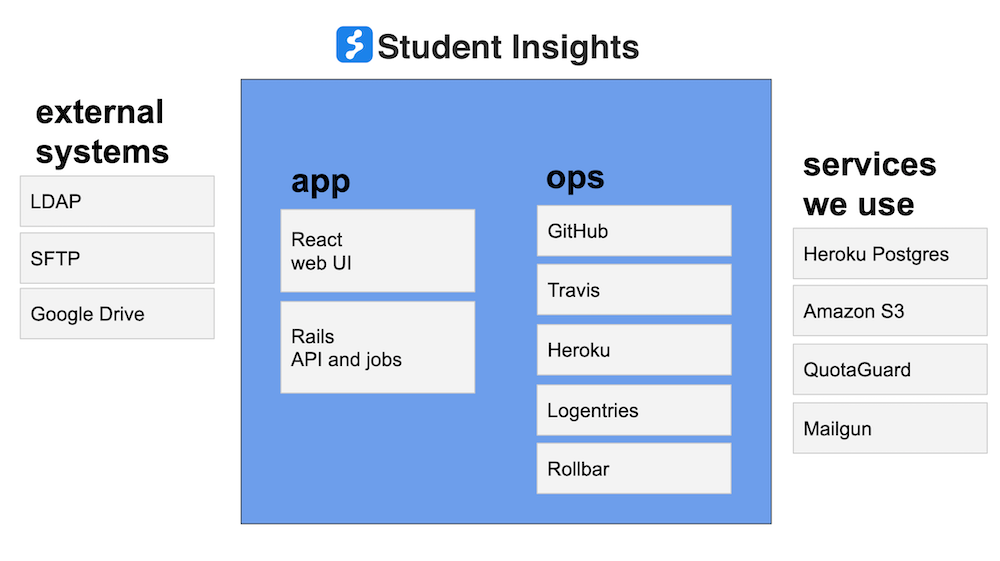 Student Insights
external
systems
LDAP
SFTP
Google Drive
app
React
web UI
Rails
API and jobs
ops
GitHub
Travis
Heroku
Logentries
Rollbar
services
we use
Heroku Postgres
Amazon S3
QuotaGuard
Mailgun